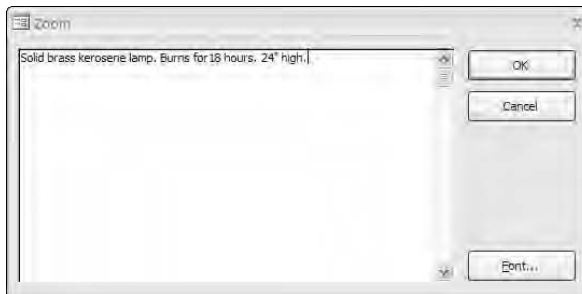 Zoom
Solid brass kerosene lamp. Burns for 18 hours. 24" high.
OK
Cancel
Font...